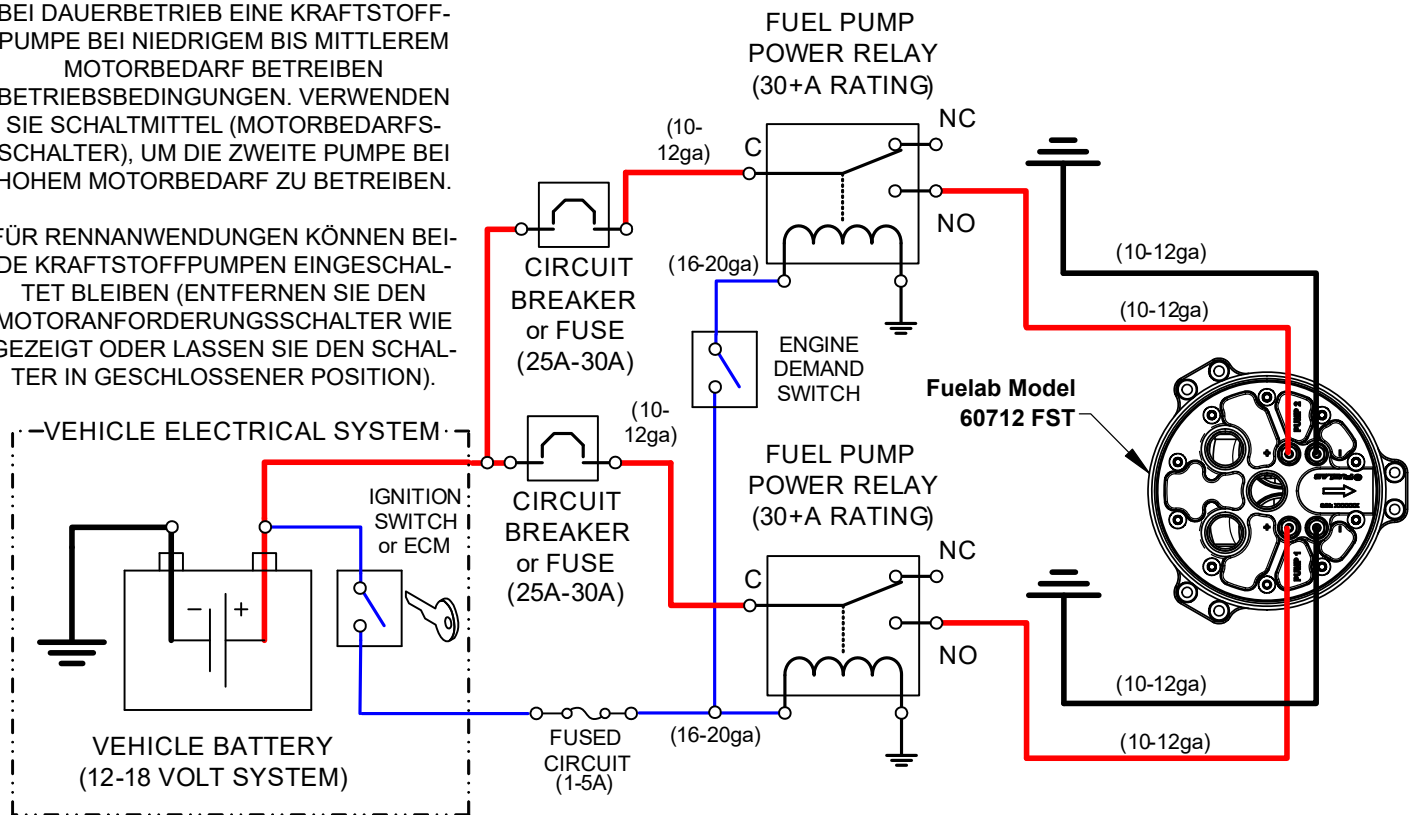 BEI DAUERBETRIEB EINE KRAFTSTOFF-
PUMPE BEI NIEDRIGEM BIS MITTLEREM
MOTORBEDARF BETREIBEN
BETRIEBSBEDINGUNGEN. VERWENDEN
SIE SCHALTMITTEL (MOTORBEDARFS-
SCHALTER), UM DIE ZWEITE PUMPE BEI
HOHEM MOTORBEDARF ZU BETREIBEN.
FÜR RENNANWENDUNGEN KÖNNEN BEI-
DE KRAFTSTOFFPUMPEN EINGESCHAL-
TET BLEIBEN (ENTFERNEN SIE DEN
MOTORANFORDERUNGSSCHALTER WIE
GEZEIGT ODER LASSEN SIE DEN SCHAL-
TER IN GESCHLOSSENER POSITION).
FUEL PUMP
POWER RELAY
(30+A RATING)
(10-
12ga)
C
NC
NO
CIRCUIT
BREAKER
or FUSE
(25A-30A)
(16-20ga)
ENGINE
DEMAND
SWITCH
(10-12ga)
(10-12ga)
Fuelab Model
60712 FST
PUMP 2
+
−
PUMP 1
+
−
VEHICLE ELECTRICAL SYSTEM
IGNITION
SWITCH
or ECM
- +
VEHICLE BATTERY
(12-18 VOLT SYSTEM)
(10-
12ga)
CIRCUIT
BREAKER
or FUSE
(25A-30A)
FUEL PUMP
POWER RELAY
(30+A RATING)
C
NC
NO
FUSED
CIRCUIT
(1-5A)
(16-20ga)
(10-12ga)
(10-12ga)